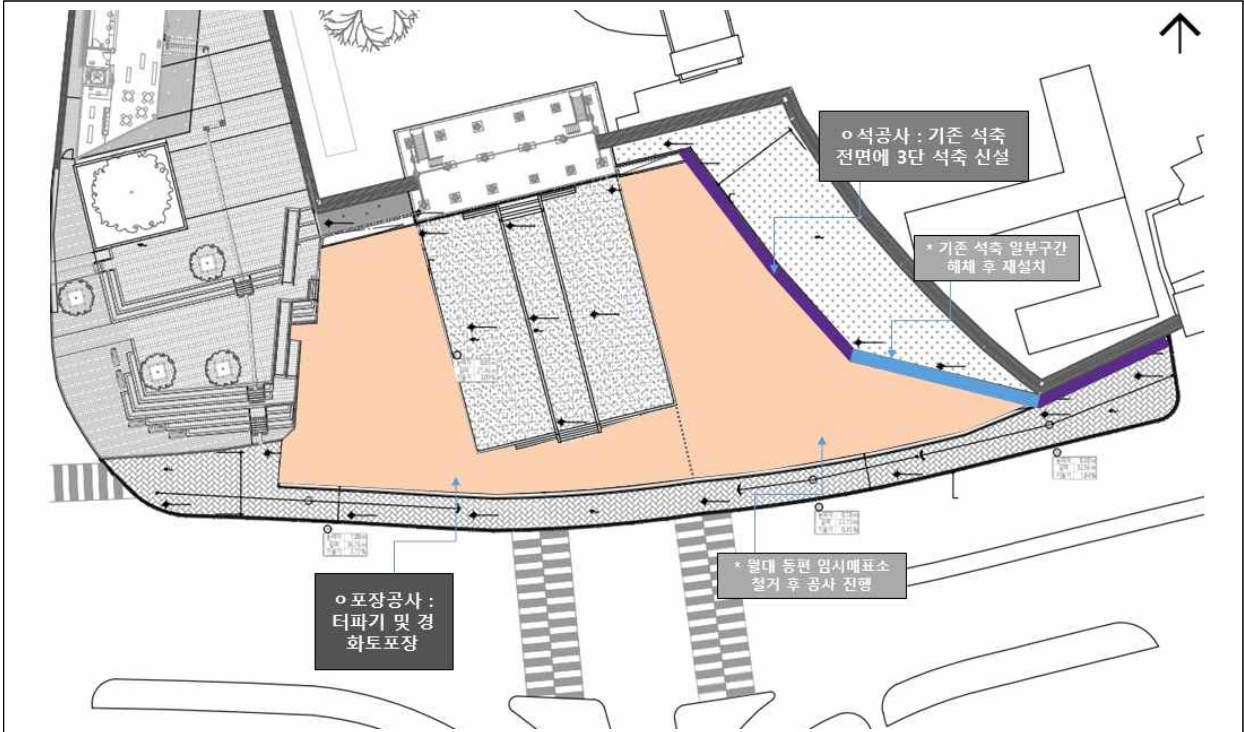 ㅇ석공사 : 기존 석축
전면에 3단 석축 신설
* 기존 석축 일부구간
해체 후 재설치
* 월대 동편 임시매표소
철거 후 공사 진행
ㅇ포장공사 :
터파기 및 경
화토포장